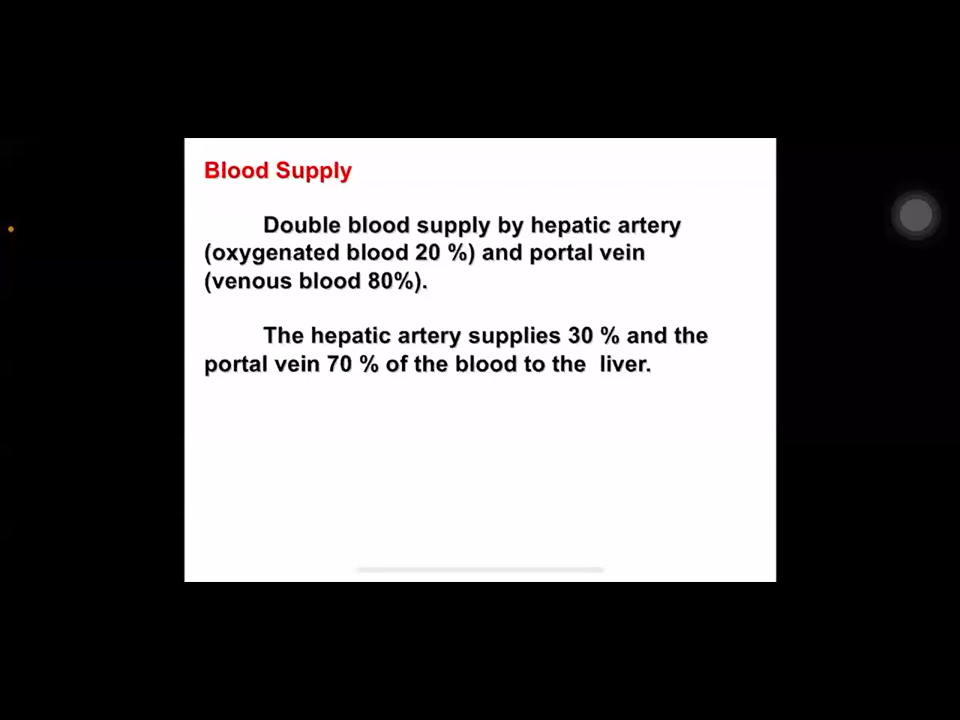 Blood Supply
Double blood supply by hepatic artery
(oxygenated blood 20 %) and portal vein
(venous blood 80%).
The hepatic artery supplies 30 % and the
portal vein 70 % of the blood to the  liver.